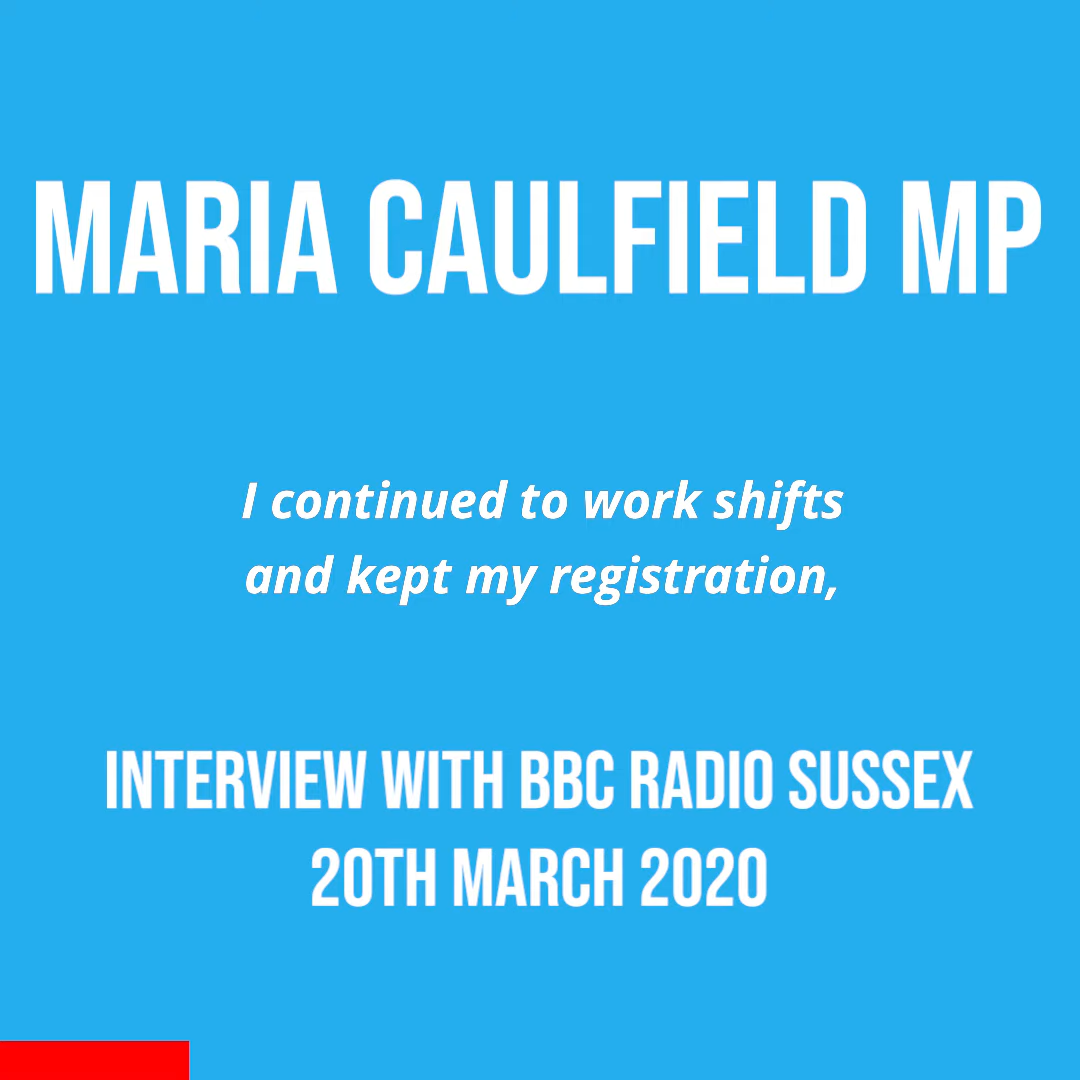 MARIA CAULFIELD MP
I continued to work shifts
and kept my registration,
INTERVIEW WITH BBC RADIO SUSSEX
20TH MARCH 2020